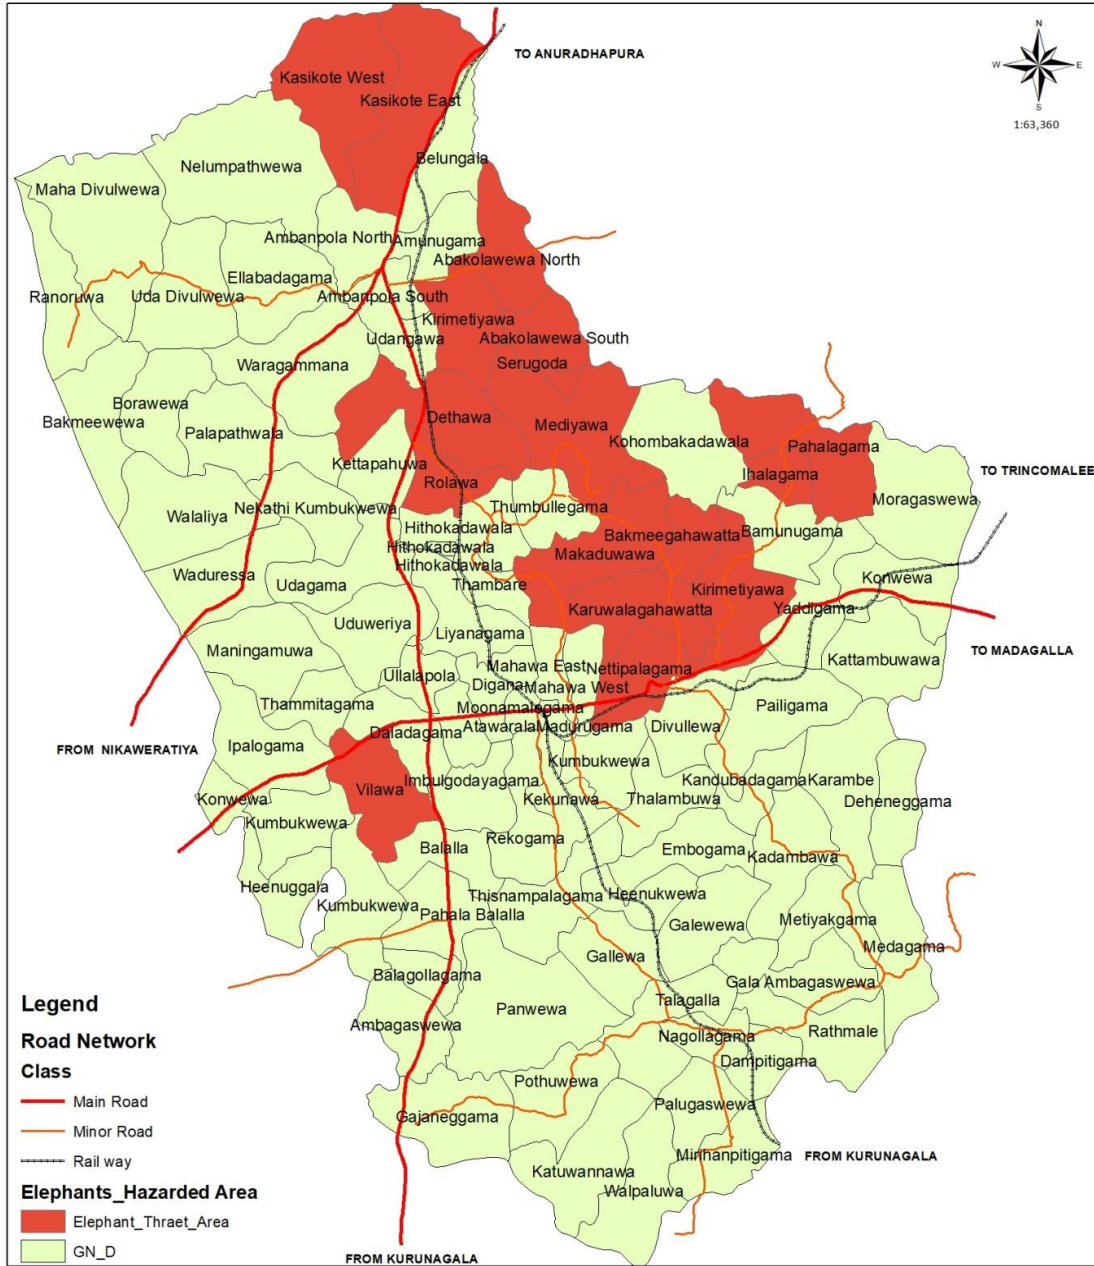 N
TO ANURADHAPURA
W
E
S
1:63,360
Kasikote West
Kasikote East
Belungala
Nelumpathwewa
Maha Divulwewa
Ambanpola North
Amunugama
Abakolawewa North
Ellabadagama
Ranoruwa
Uda Divulwewa
Ambanpola South
Kirimetiyawa
Udangawa
Abakolawewa South
Serugoda
Waragammana
Borawewa
Bakmeewewa
Palapathwala
Dethawa
Mediyawa
Kohombakadawala
Pahalagama
Kettapahuwa
Rolawa
Ihalagama
TO TRINCOMALEE
Moragaswewa
Walaliya
Nekathi Kumbukwewa
Thumbullegama
Hithokadawala
Bakmeegahawatta
Bamunugama
Hithokadawala
Makaduwawa
Hithokadawala
Waduressa
Udagama
Thambare
Kirimetiyawa
Konwewa
Karuwalagahawatta
Yaddigama
Uduweriya
Liyanagama
Maningamuwa
TO MADAGALLA
Kattambuwawa
Mahawa East
Nettipalagama
Ullalapola
Digana
Mahawa West
Thammitagama
Moonamalegama
Pailigama
Atawarala
Madurugama
Divullewa
Daladagama
FROM NIKAWERATIYA
Ipalogama
Kumbukwewa
Imbulgodayagama
Kandubadagama
Karambe
Vilawa
Konwewa
Kekunawa
Thalambuwa
Deheneggama
Kumbukwewa
Rekogama
Balalla
Embogama
Kadambawa
Heenuggala
Thisnampalagama
Heenukwewa
Kumbukwewa
Pahala Balalla
Galewewa
Metiyakgama
Medagama
Gallewa
Balagollagama
Gala Ambagaswewa
Panwewa
Talagalla
Ambagaswewa
Nagollagama
Rathmale
Dampitigama
Pothuwewa
Palugaswewa
Gajaneggama
Mirihanpitigama
FROM KURUNAGALA
Katuwannawa
Walpaluwa
FROM KURUNAGALA
Legend
Road Network
Class
Main Road
Minor Road
Rail way
Elephants_Hazarded Area
Elephant_Thraet_Area
GN_D